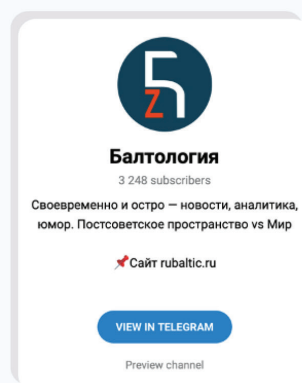 Б
z
Балтология
3 248 subscribers
Своевременно и остро — новости, аналитика,
юмор. Постсоветское пространство vs Мир
📌Сайт rubaltic.ru
VIEW IN TELEGRAM
Preview channel